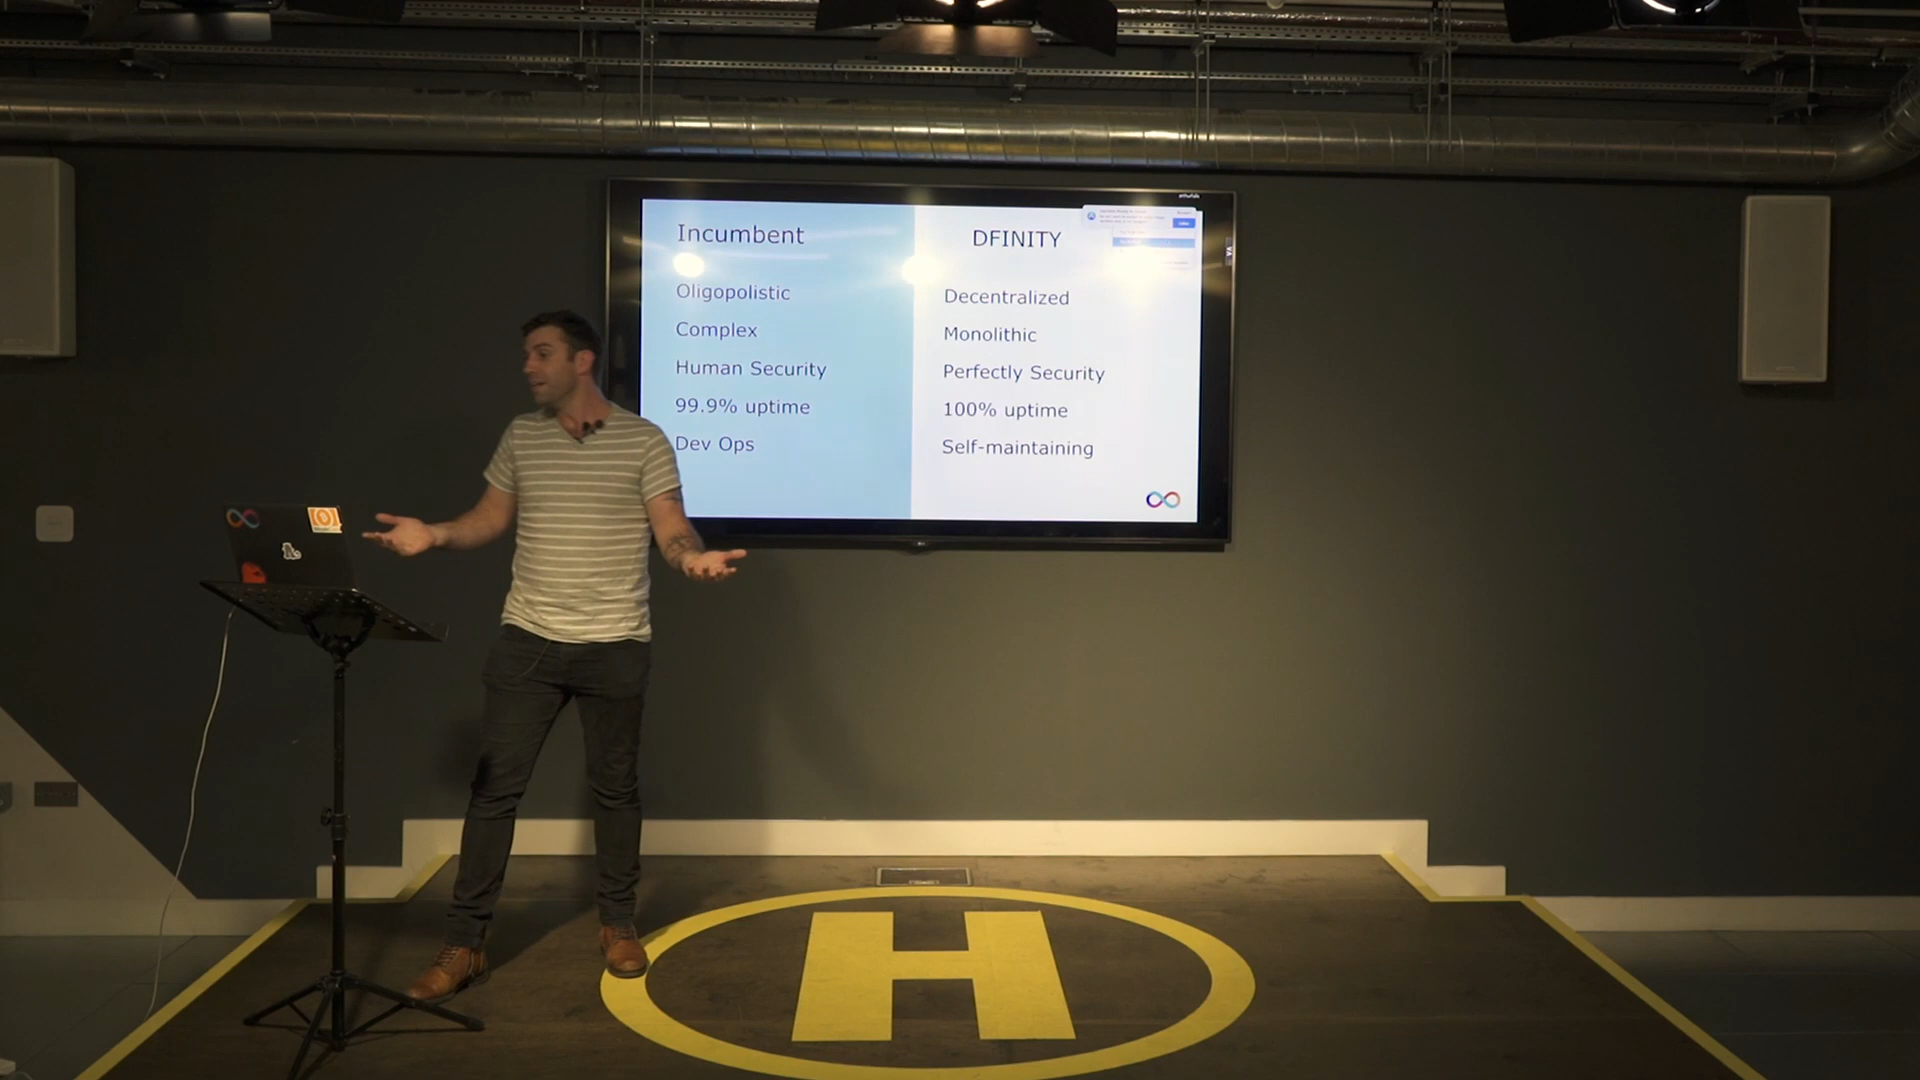 Incumbent
Oligopolistic
Complex
Human Security
99.9% uptime
Dev Ops
DFINITY
Decentralized
Monolithic
Perfectly Security
100% uptime
Self-maintaining
H